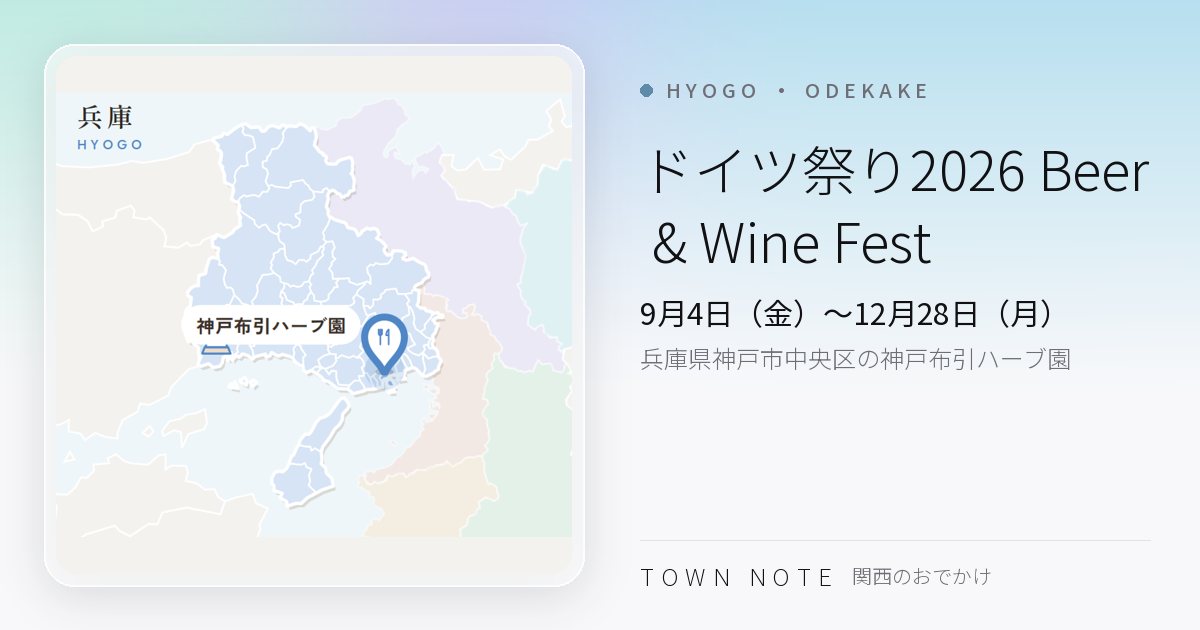 兵庫
HYOGO
神戸布引ハーブ園
HYOGO ・ ODEKAKE
ドイツ祭り2026 Beer
& Wine Fest
9月4日（金）〜12月28日（月）
兵庫県神戸市中央区の神戸布引ハーブ園
TOWN NOTE 関西のおでかけ